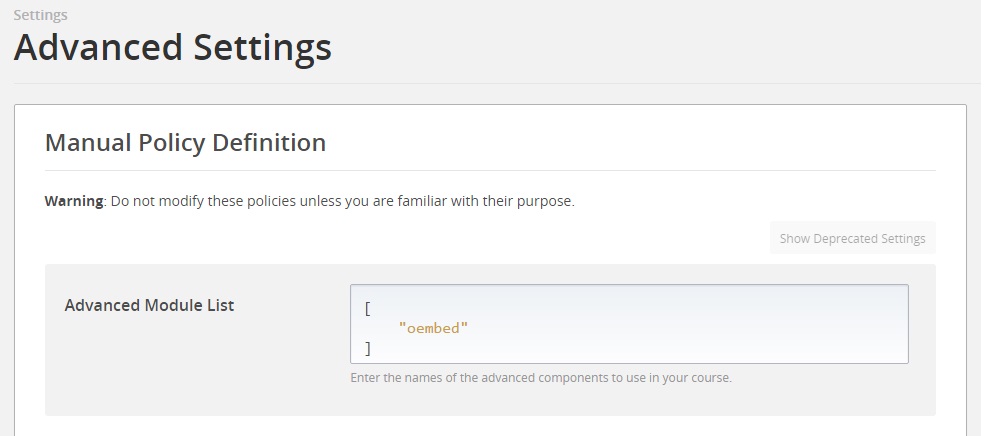 Settings
Advanced Settings
Manual Policy Definition
Warning: Do not modify these policies unless you are familiar with their purpose.
Show Deprecated Settings
Advanced Module List
[
"oembed"
]
Enter the names of the advanced components to use in your course.